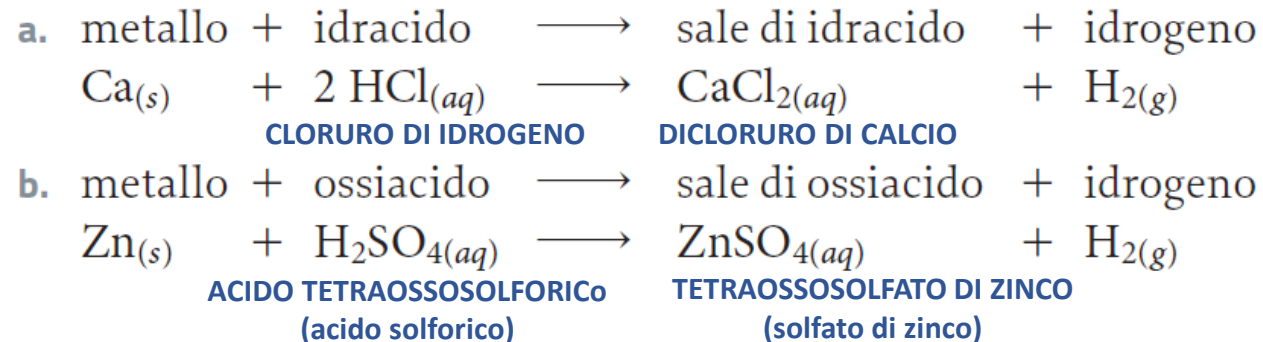 a. metallo + idracido ⟶ sale di idracido + idrogeno
Ca(s) + 2 HCl(aq) ⟶ CaCl2(aq) + H2(g)
CLORURO DI IDROGENO DICLORURO DI CALCIO
b. metallo + ossiacido ⟶ sale di ossiacido + idrogeno
Zn(s) + H2SO4(aq) ⟶ ZnSO4(aq) + H2(g)
ACIDO TETRAOSSOSOLFORICo TETRAOSSOSOLFATO DI ZINCO
(acido solforico) (solfato di zinco)